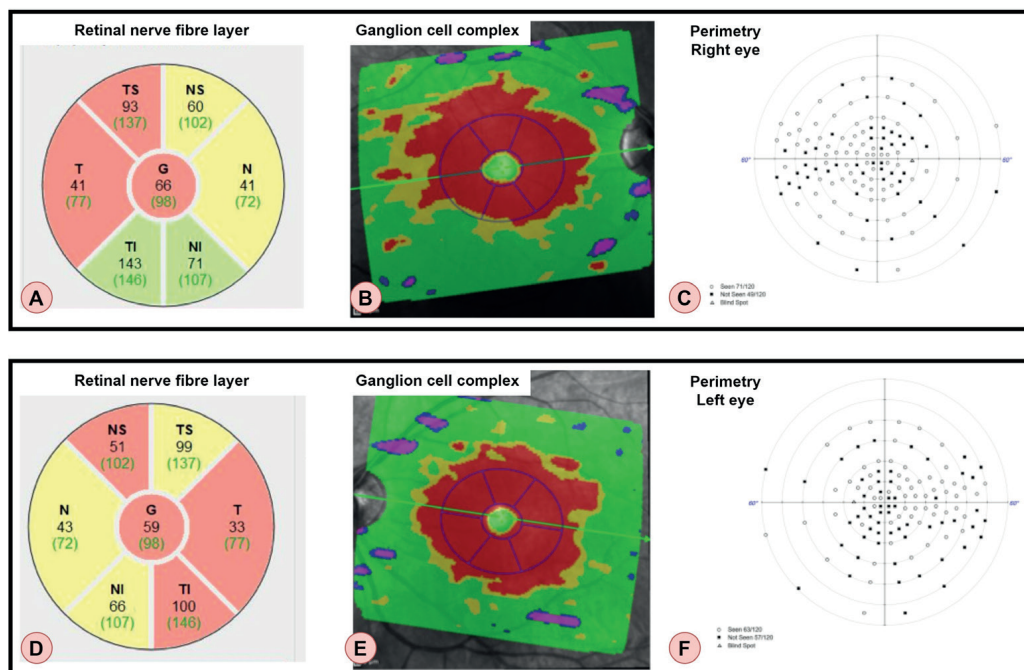 Retinal nerve fibre layer
TS
93
(137)
NS
60
(102)
T
41
(77)
G
66
(98)
N
41
(72)
TI
143
(146)
NI
71
(107)
A
Ganglion cell complex
B
Perimetry
Right eye
60°
60°
Seen 71/120
Not Seen 49/120
Blind Spot
C
Retinal nerve fibre layer
NS
51
(102)
TS
99
(137)
N
43
(72)
G
59
(98)
T
33
(77)
NI
66
(107)
TI
100
(146)
D
Ganglion cell complex
E
Perimetry
Left eye
60°
60°
Seen 63/120
Not Seen 57/120
Blind Spot
F